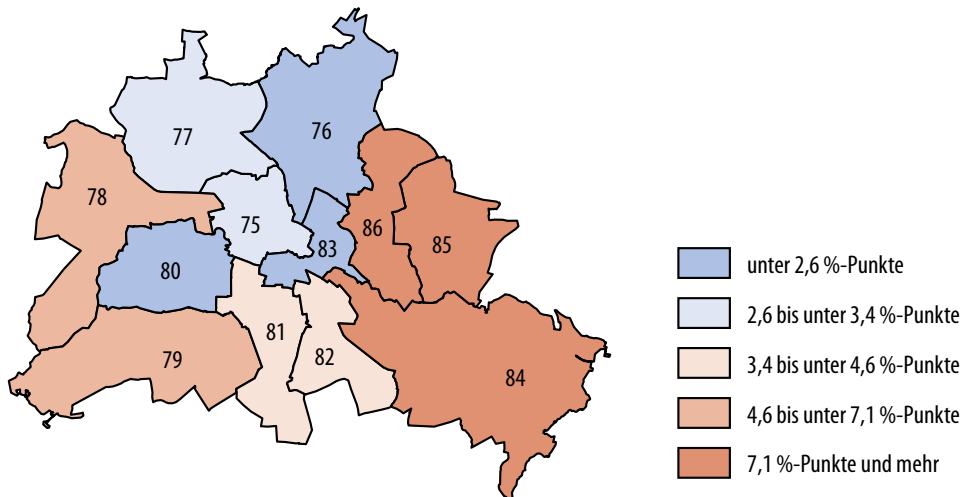 76
77
78
75
86
85
83
80
81
82
79
84
unter 2,6 %-Punkte
2,6 bis unter 3,4 %-Punkte
3,4 bis unter 4,6 %-Punkte
4,6 bis unter 7,1 %-Punkte
7,1 %-Punkte und mehr